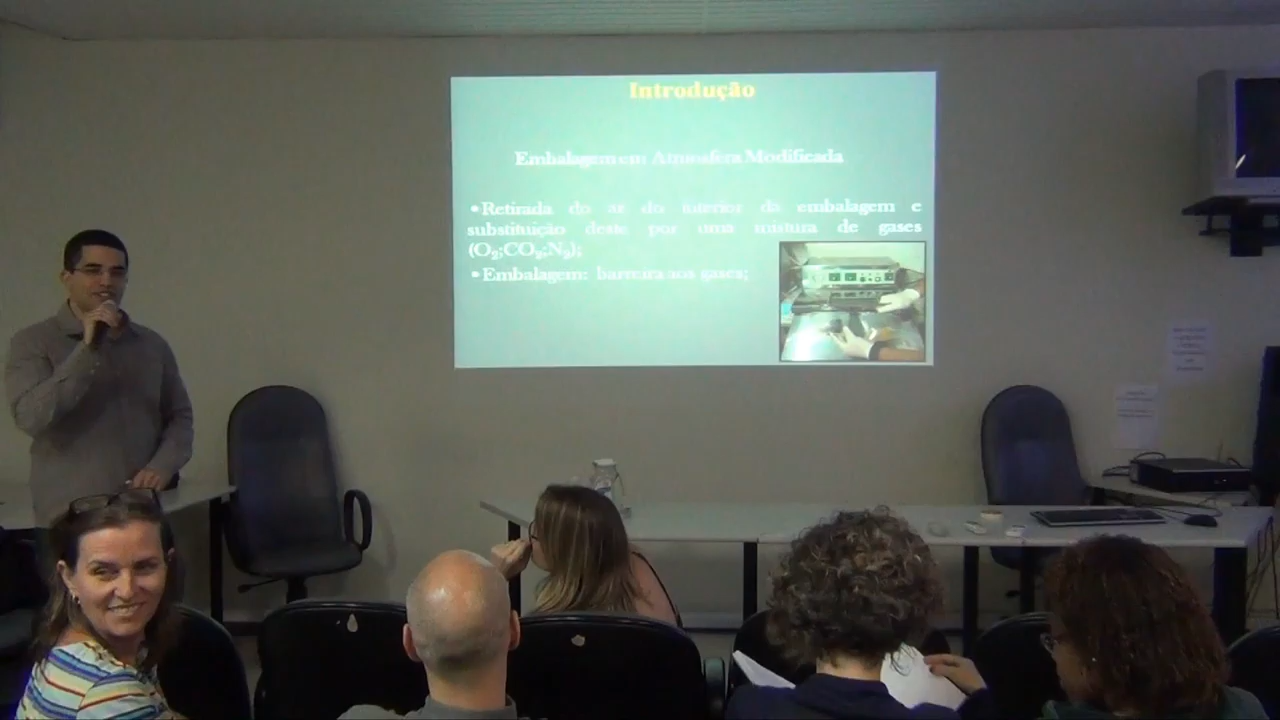 Introdução
Embalagem em Atmosfera Modificada
•Retirada do ar do interior da embalagem e
substituição deste por uma mistura de gases
(O₂;CO₂;N₂);
•Embalagem: barreira aos gases;